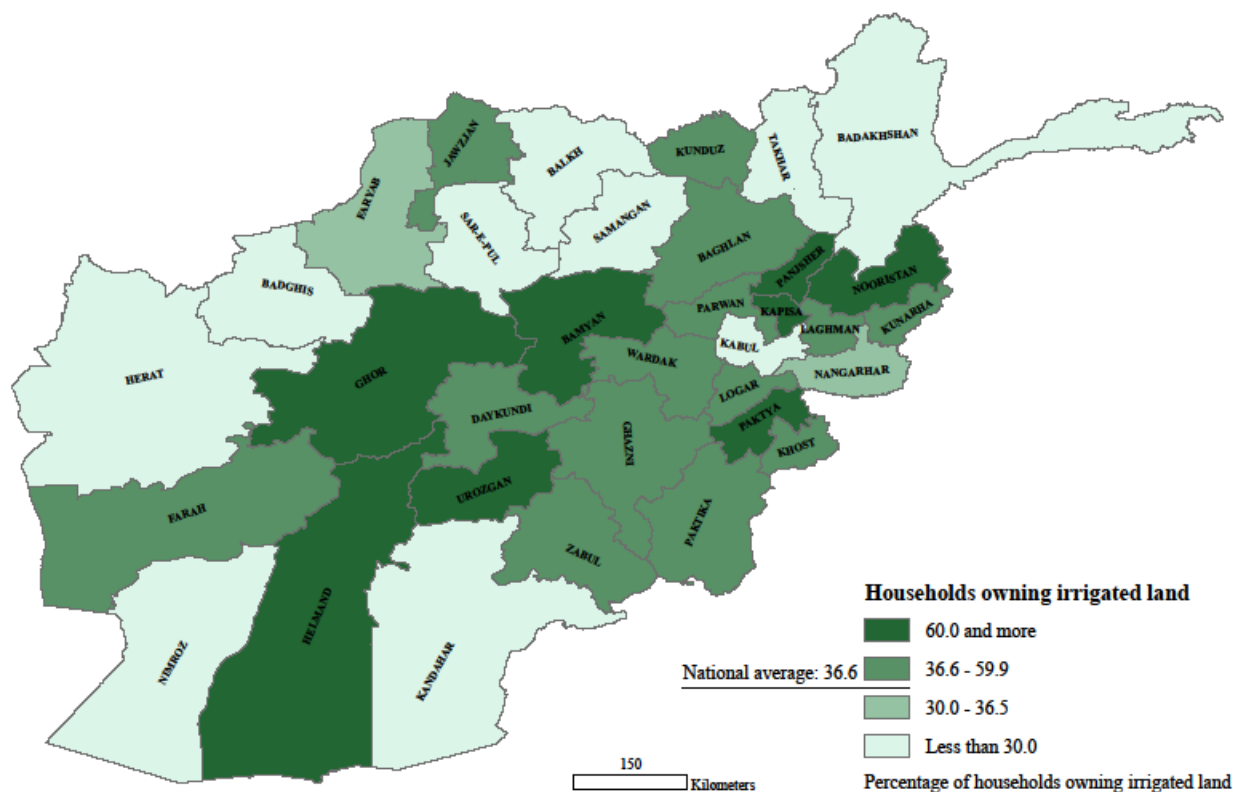 BADAKHSHAN
TAKHAR
KUNDUZ
JAWZJAN
BALKH
FARYAB
SAR-E-PUL
SAMANGAN
BAGHLAN
BADGHIS
PANJSHER
NOORISTAN
PARWAN
KAPISA
LAGHMAN
KUNARHA
BAMYAN
KABUL
WARDAK
NANGARHAR
HERAT
GHOR
LOGAR
DAYKUNDI
PAKTYA
GHAZNI
KHOST
UROZGAN
FARAH
PAKTIKA
ZABUL
HELMAND
NIMROZ
KANDAHAR
Households owning irrigated land
60.0 and more
National average: 36.6
36.6 - 59.9
30.0 - 36.5
Less than 30.0
Percentage of households owning irrigated land
150
Kilometers